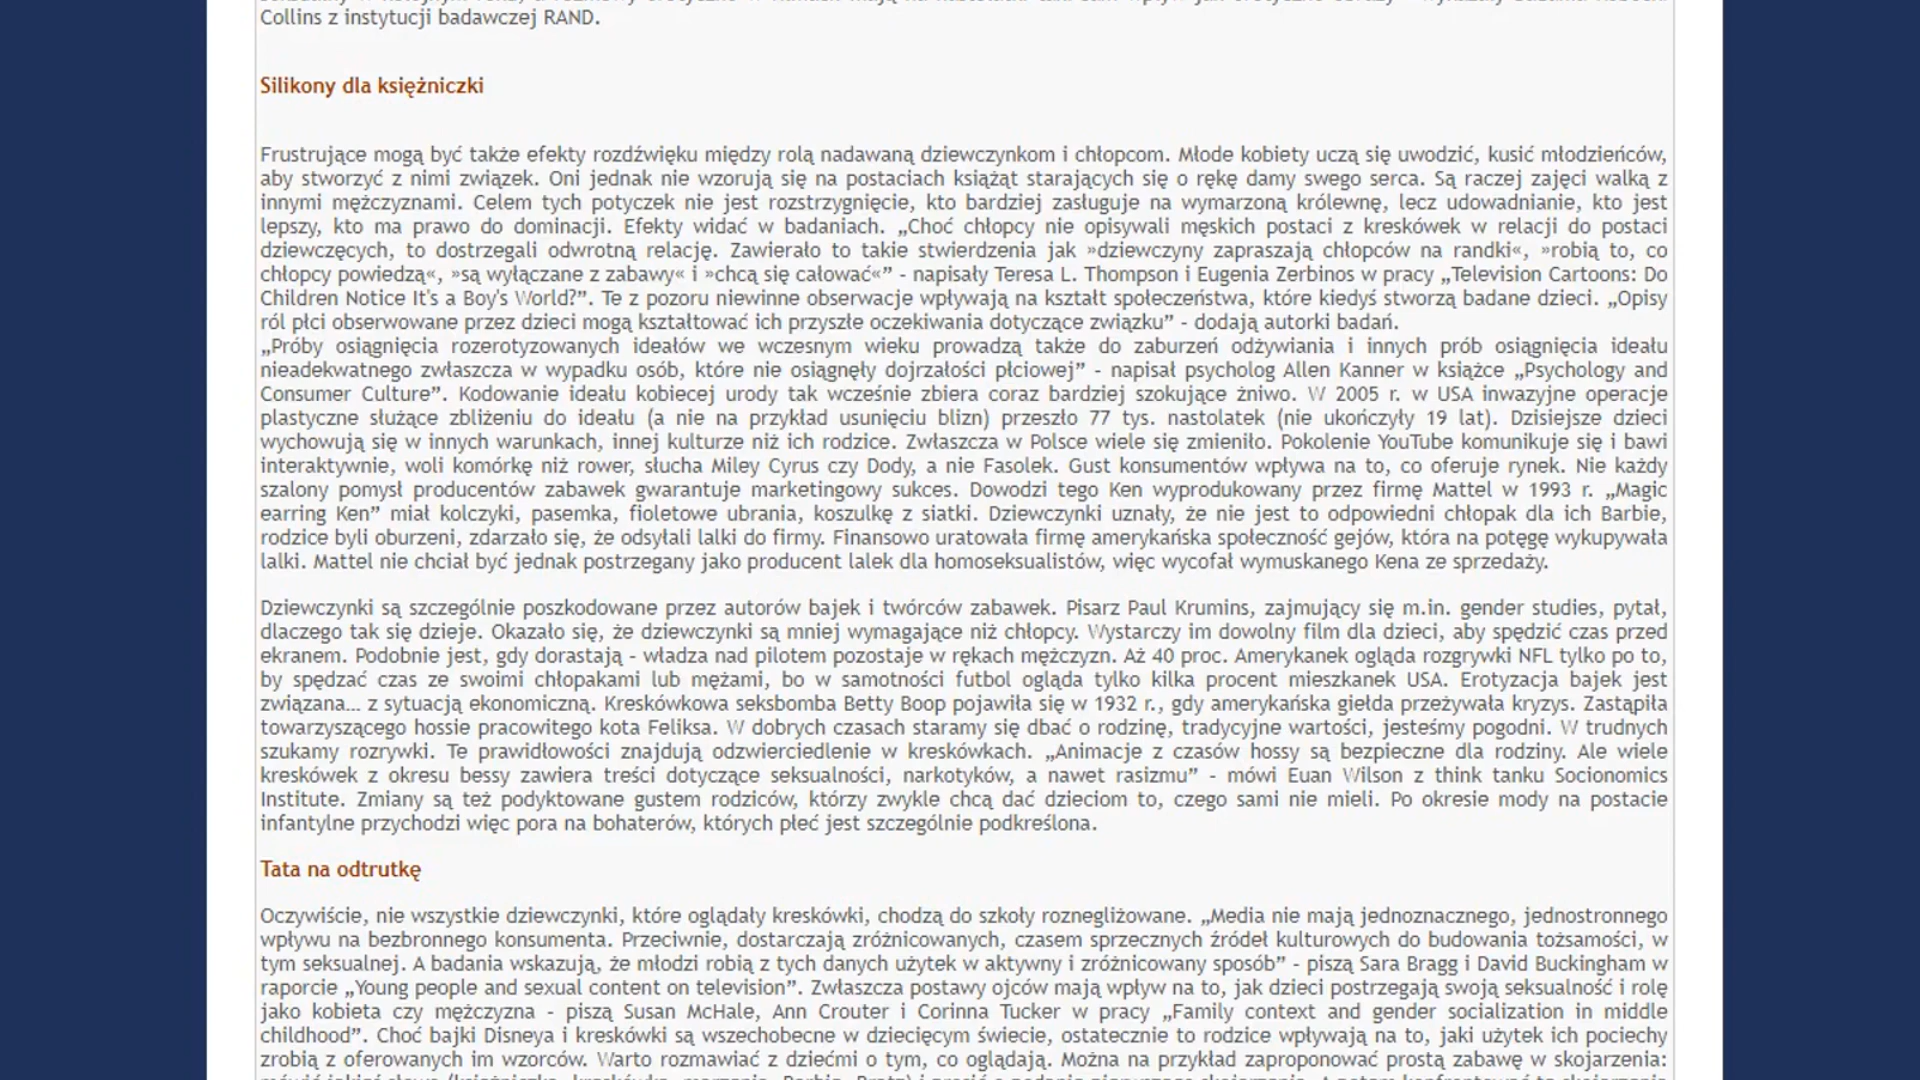 Collins z instytucji badawczej RAND.
Silikony dla księżniczki
Frustrujące mogą być także efekty rozdźwięku między rolą nadawaną dziewczynkom i chłopcom. Młode kobiety uczą się uwodzić, kusić młodzieńców,
aby stworzyć z nimi związek. Oni jednak nie wzorują się na postaciach książąt starających się o rękę damy swego serca. Są raczej zajęci walką z
innymi mężczyznami. Celem tych potyczek nie jest rozstrzygnięcie, kto bardziej zasługuje na wymarzoną królewnę, lecz udowadnianie, kto jest
lepszy, kto ma prawo do dominacji. Efekty widać w badaniach. „Choć chłopcy nie opisywali męskich postaci z kreskówek w relacji do postaci
dziewczęcych, to dostrzegali odwrotną relację. Zawierało to takie stwierdzenia jak »dziewczyny zapraszają chłopców na randki«, »robią to, co
chłopcy powiedzą«, »są wyłączane z zabawy« i »chcą się całować«” - napisały Teresa L. Thompson i Eugenia Zerbinos w pracy „Television Cartoons: Do
Children Notice It's a Boy's World?”. Te z pozoru niewinne obserwacje wpływają na kształt społeczeństwa, które kiedyś stworzą badane dzieci. „Opisy
ról płci obserwowane przez dzieci mogą kształtować ich przyszłe oczekiwania dotyczące związku” - dodają autorki badań.
„Próby osiągnięcia rozerotyzowanych ideałów we wczesnym wieku prowadzą także do zaburzeń odżywiania i innych prób osiągnięcia ideału
nieadekwatnego zwłaszcza w wypadku osób, które nie osiągnęły dojrzałości płciowej” - napisał psycholog Allen Kanner w książce „Psychology and
Consumer Culture”. Kodowanie ideału kobiecej urody tak wcześnie zbiera coraz bardziej szokujące żniwo. W 2005 r. w USA inwazyjne operacje
plastyczne służące zbliżeniu do ideału (a nie na przykład usunięciu blizn) przeszło 77 tys. nastolatek (nie ukończyły 19 lat). Dzisiejsze dzieci
wychowują się w innych warunkach, innej kulturze niż ich rodzice. Zwłaszcza w Polsce wiele się zmieniło. Pokolenie YouTube komunikuje się i bawi
interaktywnie, woli komórkę niż rower, słucha Miley Cyrus czy Dody, a nie Fasolek. Gust konsumentów wpływa na to, co oferuje rynek. Nie każdy
szalony pomysł producentów zabawek gwarantuje marketingowy sukces. Dowodzi tego Ken wyprodukowany przez firmę Mattel w 1993 r. „Magic
earring Ken” miał kolczyki, pasemka, fioletowe ubrania, koszulkę z siatki. Dziewczynki uznały, że nie jest to odpowiedni chłopak dla ich Barbie,
rodzice byli oburzeni, zdarzało się, że odsyłali lalki do firmy. Finansowo uratowała firmę amerykańska społeczność gejów, która na potęgę wykupywała
lalki. Mattel nie chciał być jednak postrzegany jako producent lalek dla homoseksualistów, więc wycofał wymuskanego Kena ze sprzedaży.
Dziewczynki są szczególnie poszkodowane przez autorów bajek i twórców zabawek. Pisarz Paul Krumins, zajmujący się m.in. gender studies, pytał,
dlaczego tak się dzieje. Okazało się, że dziewczynki są mniej wymagające niż chłopcy. Wystarczy im dowolny film dla dzieci, aby spędzić czas przed
ekranem. Podobnie jest, gdy dorastają - władza nad pilotem pozostaje w rękach mężczyzn. Aż 40 proc. Amerykanek ogląda rozgrywki NFL tylko po to,
by spędzać czas ze swoimi chłopakami lub mężami, bo w samotności futbol ogląda tylko kilka procent mieszkanek USA. Erotyzacja bajek jest
związana... z sytuacją ekonomiczną. Kreskówkowa seksbomba Betty Boop pojawiła się w 1932 r., gdy amerykańska giełda przeżywała kryzys. Zastąpiła
towarzyszącego hossie pracowitego kota Feliksa. W dobrych czasach staramy się dbać o rodzinę, tradycyjne wartości, jesteśmy pogodni. W trudnych
szukamy rozrywki. Te prawidłowości znajdują odzwierciedlenie w kreskówkach. „Animacje z czasów hossy są bezpieczne dla rodziny. Ale wiele
kreskówek z okresu bessy zawiera treści dotyczące seksualności, narkotyków, a nawet rasizmu” - mówi Euan Wilson z think tanku Socionomics
Institute. Zmiany są też podyktowane gustem rodziców, którzy zwykle chcą dać dzieciom to, czego sami nie mieli. Po okresie mody na postacie
infantylne przychodzi więc pora na bohaterów, których płeć jest szczególnie podkreślona.
Tata na odtrutkę
Oczywiście, nie wszystkie dziewczynki, które oglądały kreskówki, chodzą do szkoły roznegliżowane. „Media nie mają jednoznacznego, jednostronnego
wpływu na bezbronnego konsumenta. Przeciwnie, dostarczają zróżnicowanych, czasem sprzecznych źródeł kulturowych do budowania tożsamości, w
tym seksualnej. A badania wskazują, że młodzi robią z tych danych użytek w aktywny i zróżnicowany sposób” - piszą Sara Bragg i David Buckingham w
raporcie „Young people and sexual content on television”. Zwłaszcza postawy ojców mają wpływ na to, jak dzieci postrzegają swoją seksualność i rolę
jako kobieta czy mężczyzna - piszą Susan McHale, Ann Crouter i Corinna Tucker w pracy „Family context and gender socialization in middle
childhood”. Choć bajki Disneya i kreskówki są wszechobecne w dziecięcym świecie, ostatecznie to rodzice wpływają na to, jaki użytek ich pociechy
zrobią z oferowanych im wzorców. Warto rozmawiać z dziećmi o tym, co oglądają. Można na przykład zaproponować prostą zabawę w skojarzenia: